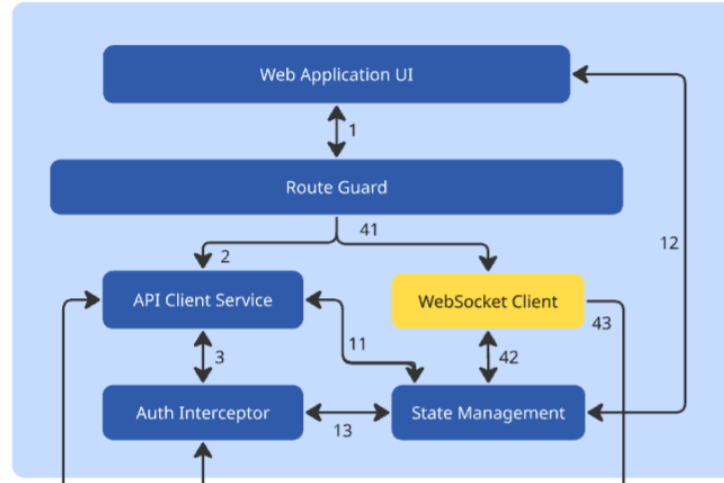 Web Application UI
1
Route Guard
41
2
12
API Client Service
WebSocket Client
43
11
3
42
Auth Interceptor
State Management
13